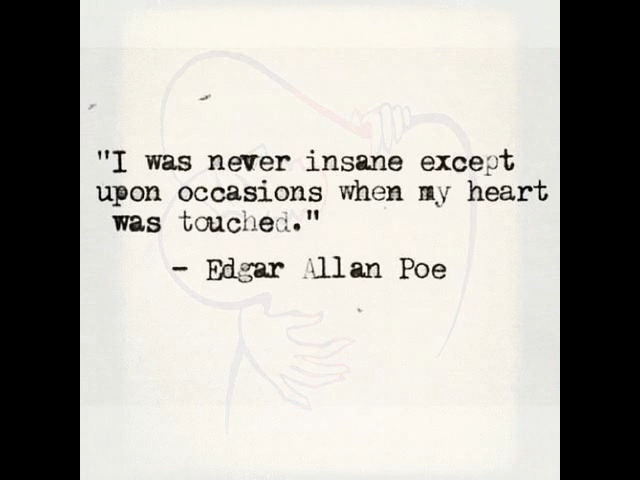 "I was never insane except
upon occasions when my heart
was touched."
- Edgar Allan Poe